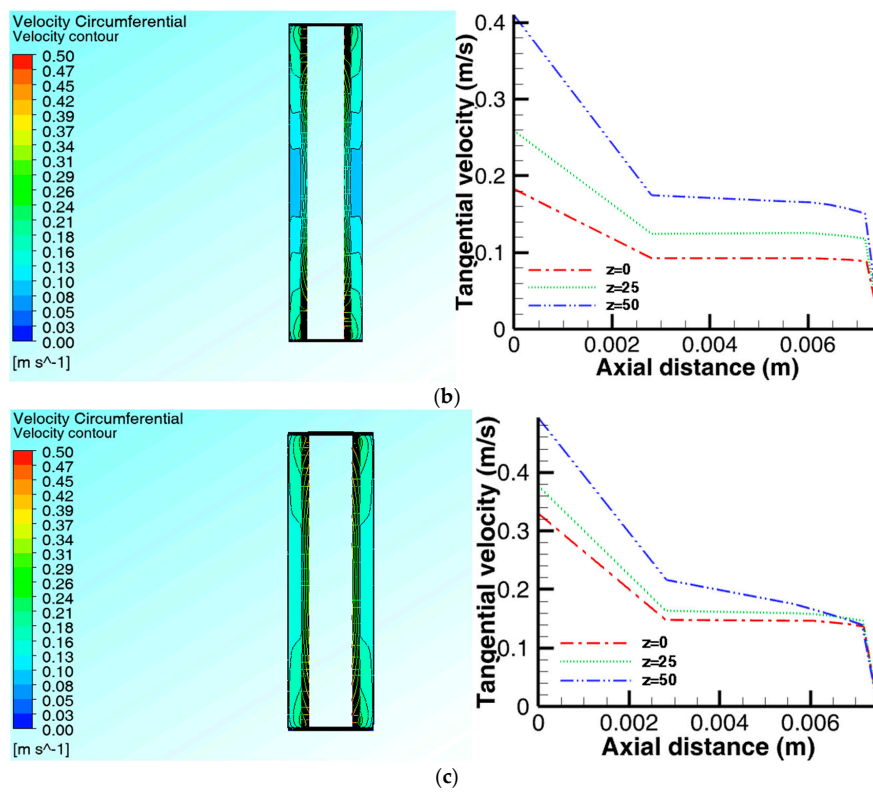 Velocity Circumferential
Velocity contour
0.50
0.47
0.45
0.42
0.39
0.37
0.34
0.31
0.29
0.26
0.24
0.21
0.18
0.16
0.13
0.10
0.08
0.05
0.03
0.00
[m s^-1]
Tangential velocity (m/s)
0.4
0.3
0.2
0.1
0
z=0
z=25
z=50
0 0.002 0.004 0.006
Axial distance (m)
(b)
Velocity Circumferential
Velocity contour
0.50
0.47
0.45
0.42
0.39
0.37
0.34
0.31
0.29
0.26
0.24
0.21
0.18
0.16
0.13
0.10
0.08
0.05
0.03
0.00
[m s^-1]
Tangential velocity (m/s)
0.4
0.3
0.2
0.1
0
z=0
z=25
z=50
0 0.002 0.004 0.006
Axial distance (m)
(c)